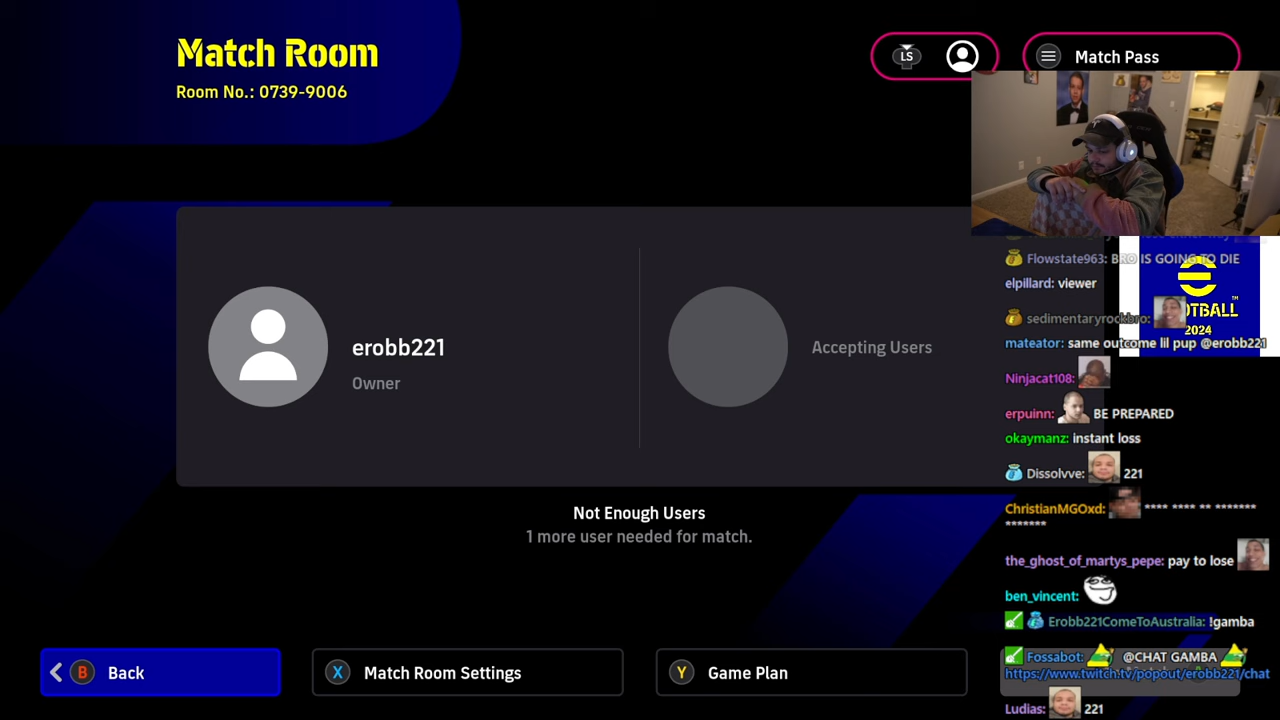 Match Room
Room No.: 0739-9006
LS
Match Pass
erobb221
Owner
Accepting Users
Not Enough Users
1 more user needed for match.
B Back
X Match Room Settings
Y Game Plan
Flowstate963: BRO IS GOING TO DIE
elpillard: viewer
sedimentaryrockbro:
mateator: same outcome lil pup @erobb221
Ninjacat108:
erpuinn: BE PREPARED
okaymanz: instant loss
Dissolvve: 221
ChristianMGOxd: **** **** ** *******
*******
the_ghost_of_martys_pepe: pay to lose
ben_vincent:
Erobb221ComeToAustralia: !gamba
Fossabot: @CHAT GAMBA
https://www.twitch.tv/popout/erobb221/chat
Ludias: 221
2024